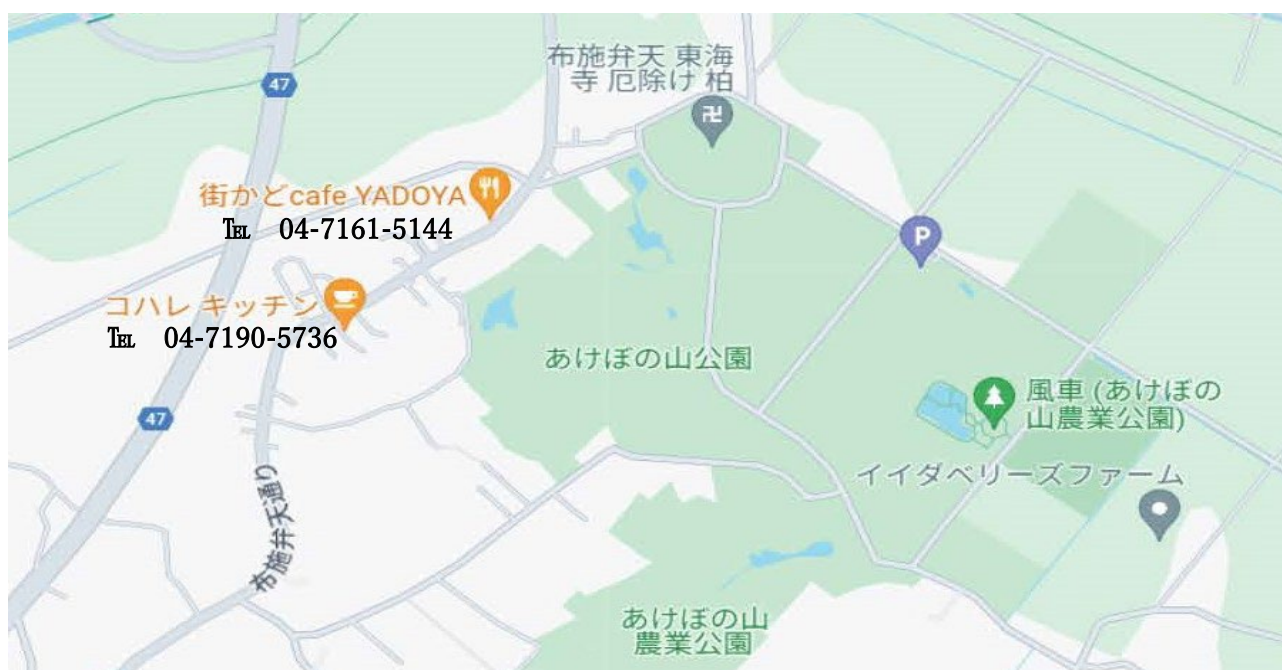 47
布施弁天 東海
寺 厄除け 柏
街かどcafe YADOYA
℡ 04-7161-5144
P
コハレ キッチン
℡ 04-7190-5736
あけぼの山公園
風車 (あけぼの
山農業公園)
47
イイダベリーズファーム
布施弁天通り
あけぼの山
農業公園